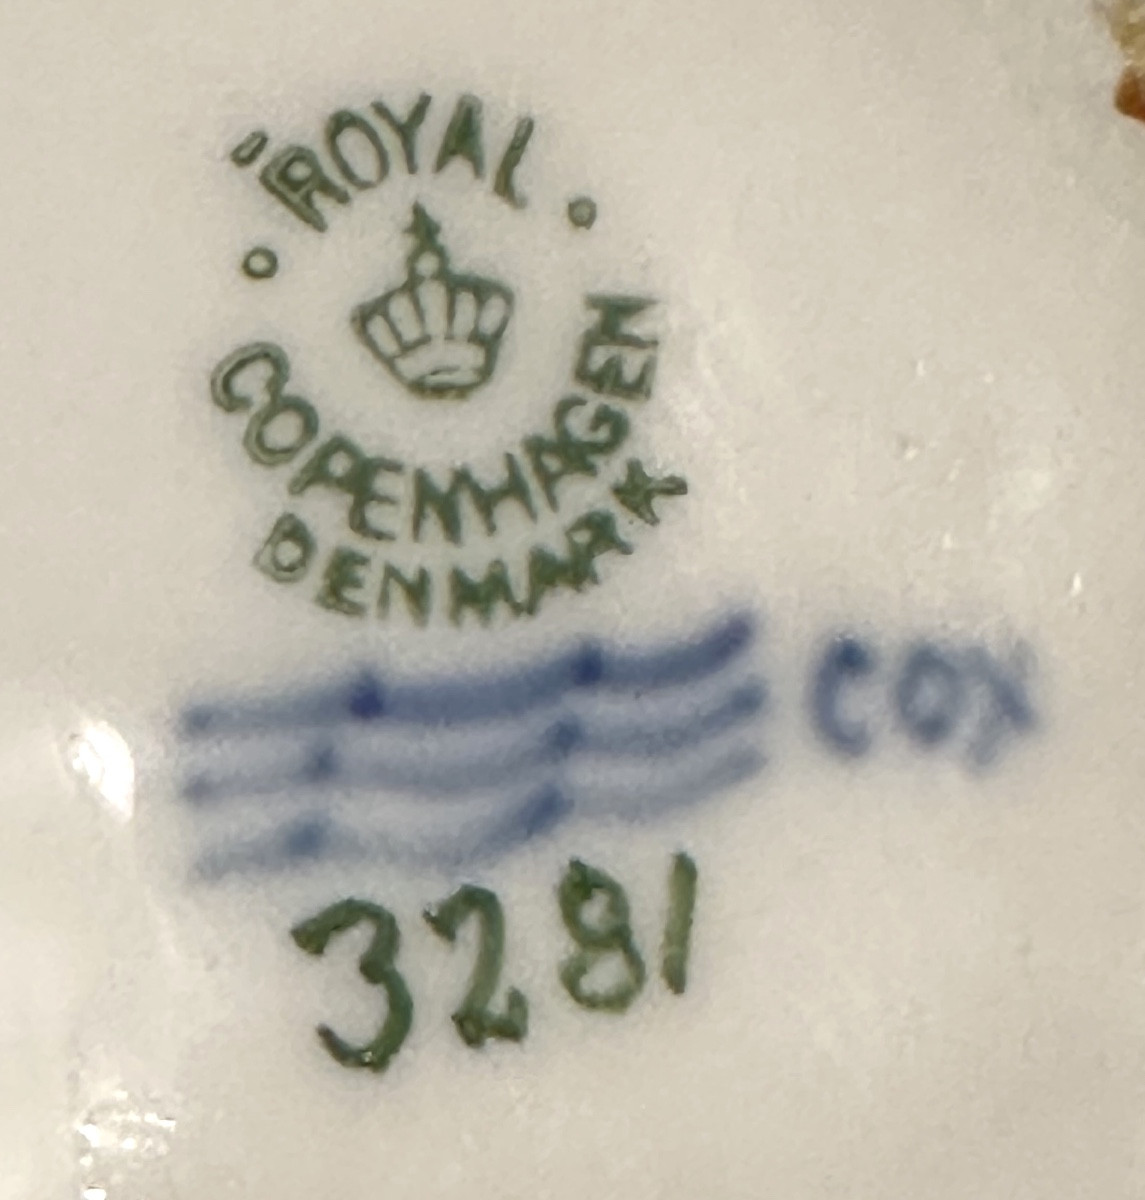 ROYAL
COPENHAGEN
DENMARK
COX
3281